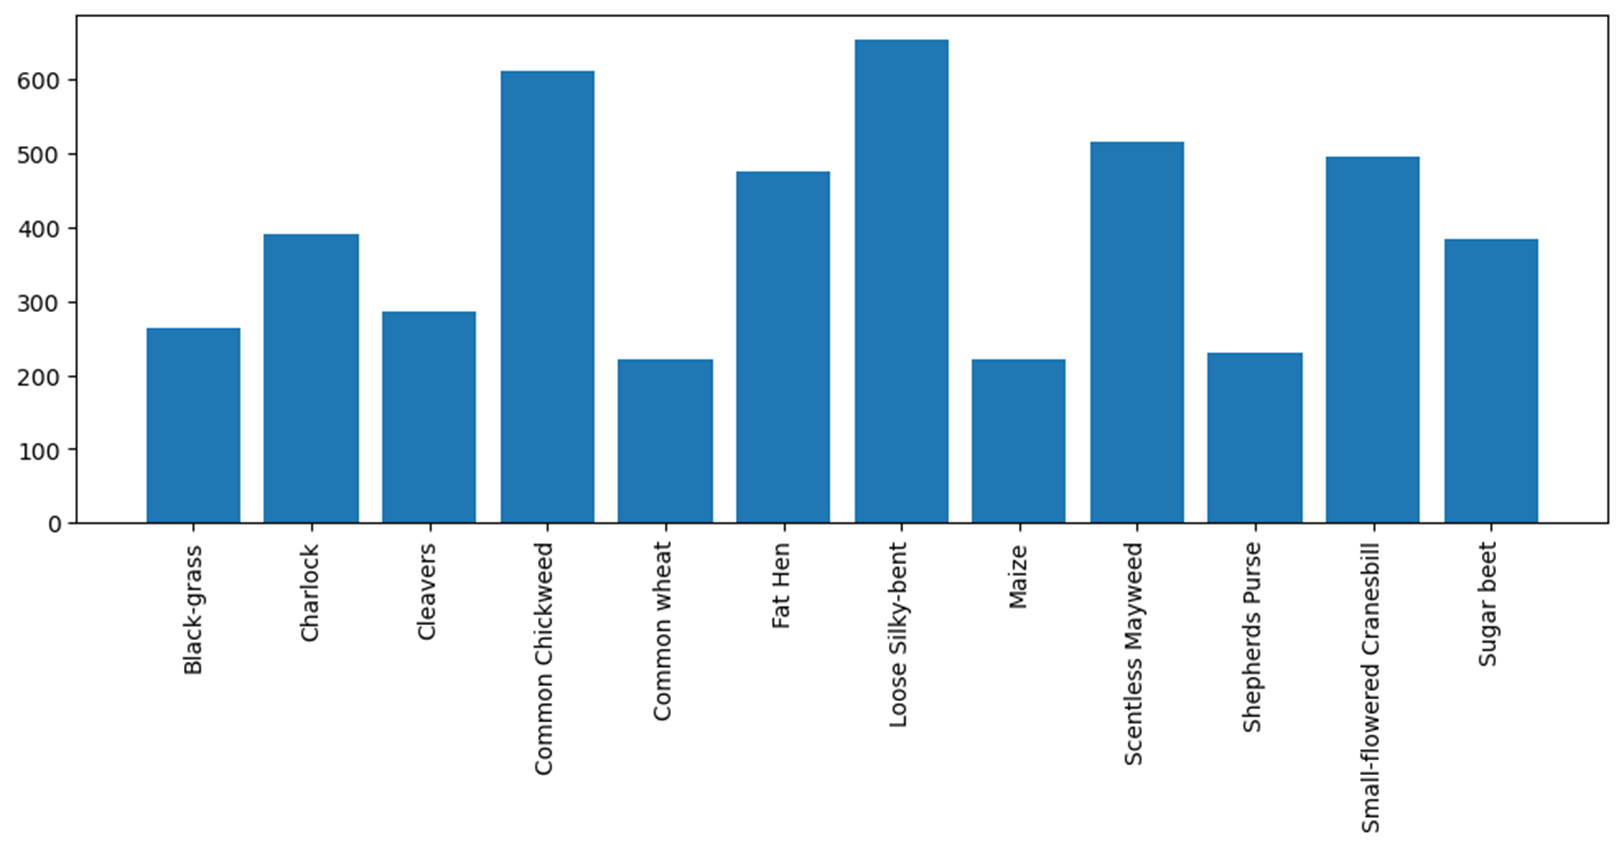 600
500
400
300
200
100
0
Black-grass
Charlock
Cleavers
Common Chickweed
Common wheat
Fat Hen
Loose Silky-bent
Maize
Scentless Mayweed
Shepherds Purse
Small-flowered Cranesbill
Sugar beet